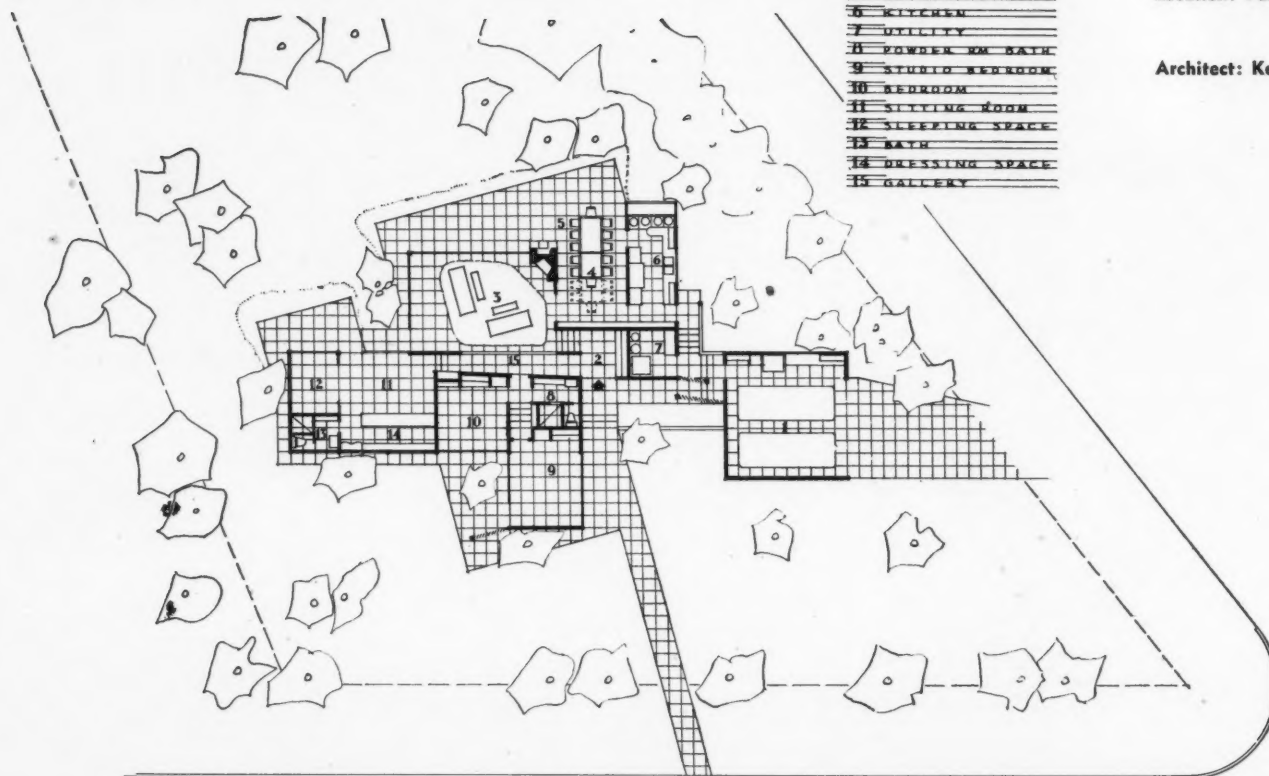 6 KITCHEN
7 UTILITY
8 POWDER RM BATH
9 STUDIO BEDROOM
10 BEDROOM
11 SITTING ROOM
12 SLEEPING SPACE
13 BATH
14 DRESSING SPACE
15 GALLERY
Architect: Ke
5
6
4
3
7
15
2
12
11
8
10
1
13
14
9